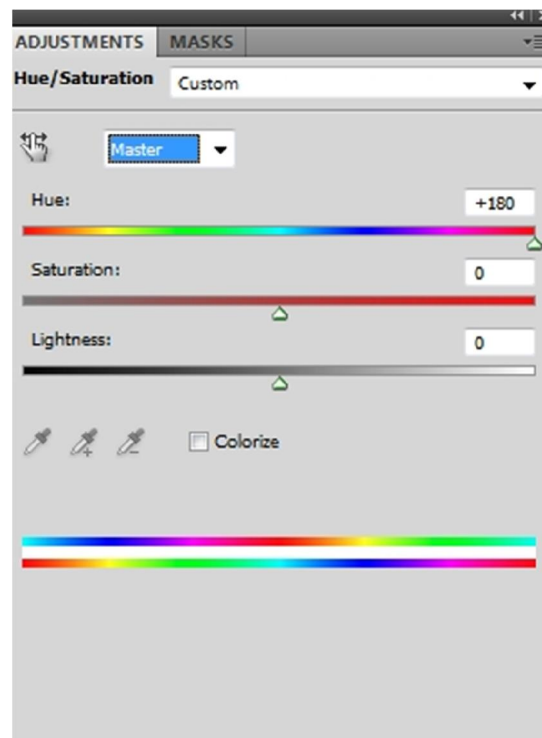 ADJUSTMENTS MASKS
Hue/Saturation Custom
Master
Hue: +180
Saturation: 0
Lightness: 0
Colorize